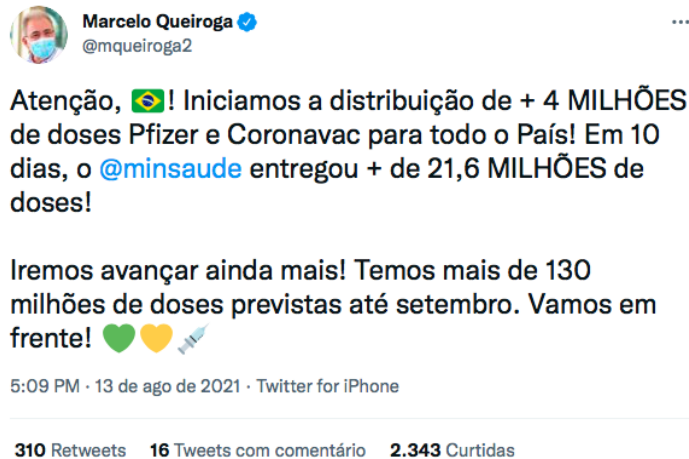 Marcelo Queiroga
@mqueiroga2
Atenção, 🇧🇷! Iniciamos a distribuição de + 4 MILHÕES
de doses Pfizer e Coronavac para todo o País! Em 10
dias, o @minsaude entregou + de 21,6 MILHÕES de
doses!
Iremos avançar ainda mais! Temos mais de 130
milhões de doses previstas até setembro. Vamos em
frente! 💚💛💉
5:09 PM · 13 de ago de 2021 · Twitter for iPhone
310 Retweets 16 Tweets com comentário 2.343 Curtidas